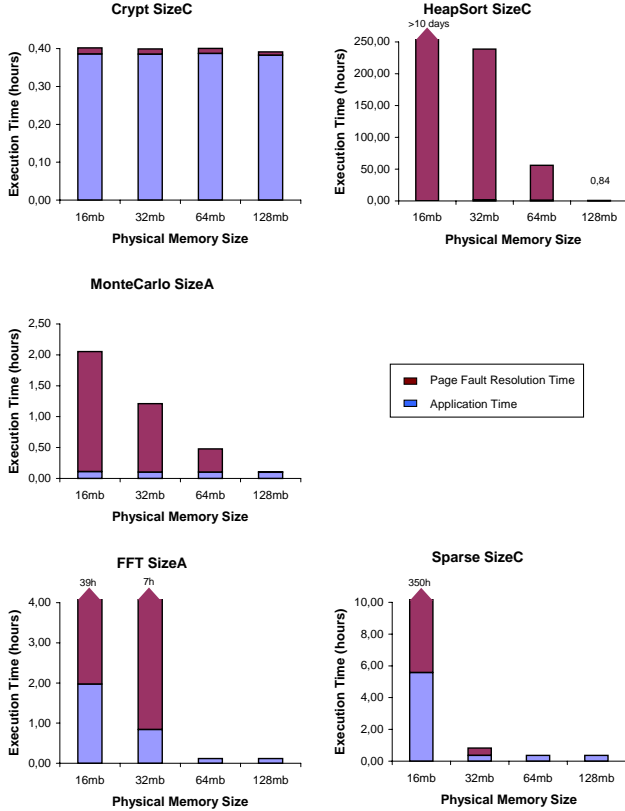 Crypt SizeC
Execution Time (hours)
0,40
0,30
0,20
0,10
0,00
16mb 32mb 64mb 128mb
Physical Memory Size
HeapSort SizeC
>10 days
Execution Time (hours)
250,00
200,00
150,00
100,00
50,00
0,00
0,84
16mb 32mb 64mb 128mb
Physical Memory Size
MonteCarlo SizeA
Execution Time (hours)
2,50
2,00
1,50
1,00
0,50
0,00
16mb 32mb 64mb 128mb
Physical Memory Size
Page Fault Resolution Time
Application Time
FFT SizeA
39h 7h
Execution Time (hours)
4,00
3,00
2,00
1,00
0,00
16mb 32mb 64mb 128mb
Physical Memory Size
Sparse SizeC
350h
Execution Time (hours)
10,00
8,00
6,00
4,00
2,00
0,00
16mb 32mb 64mb 128mb
Physical Memory Size